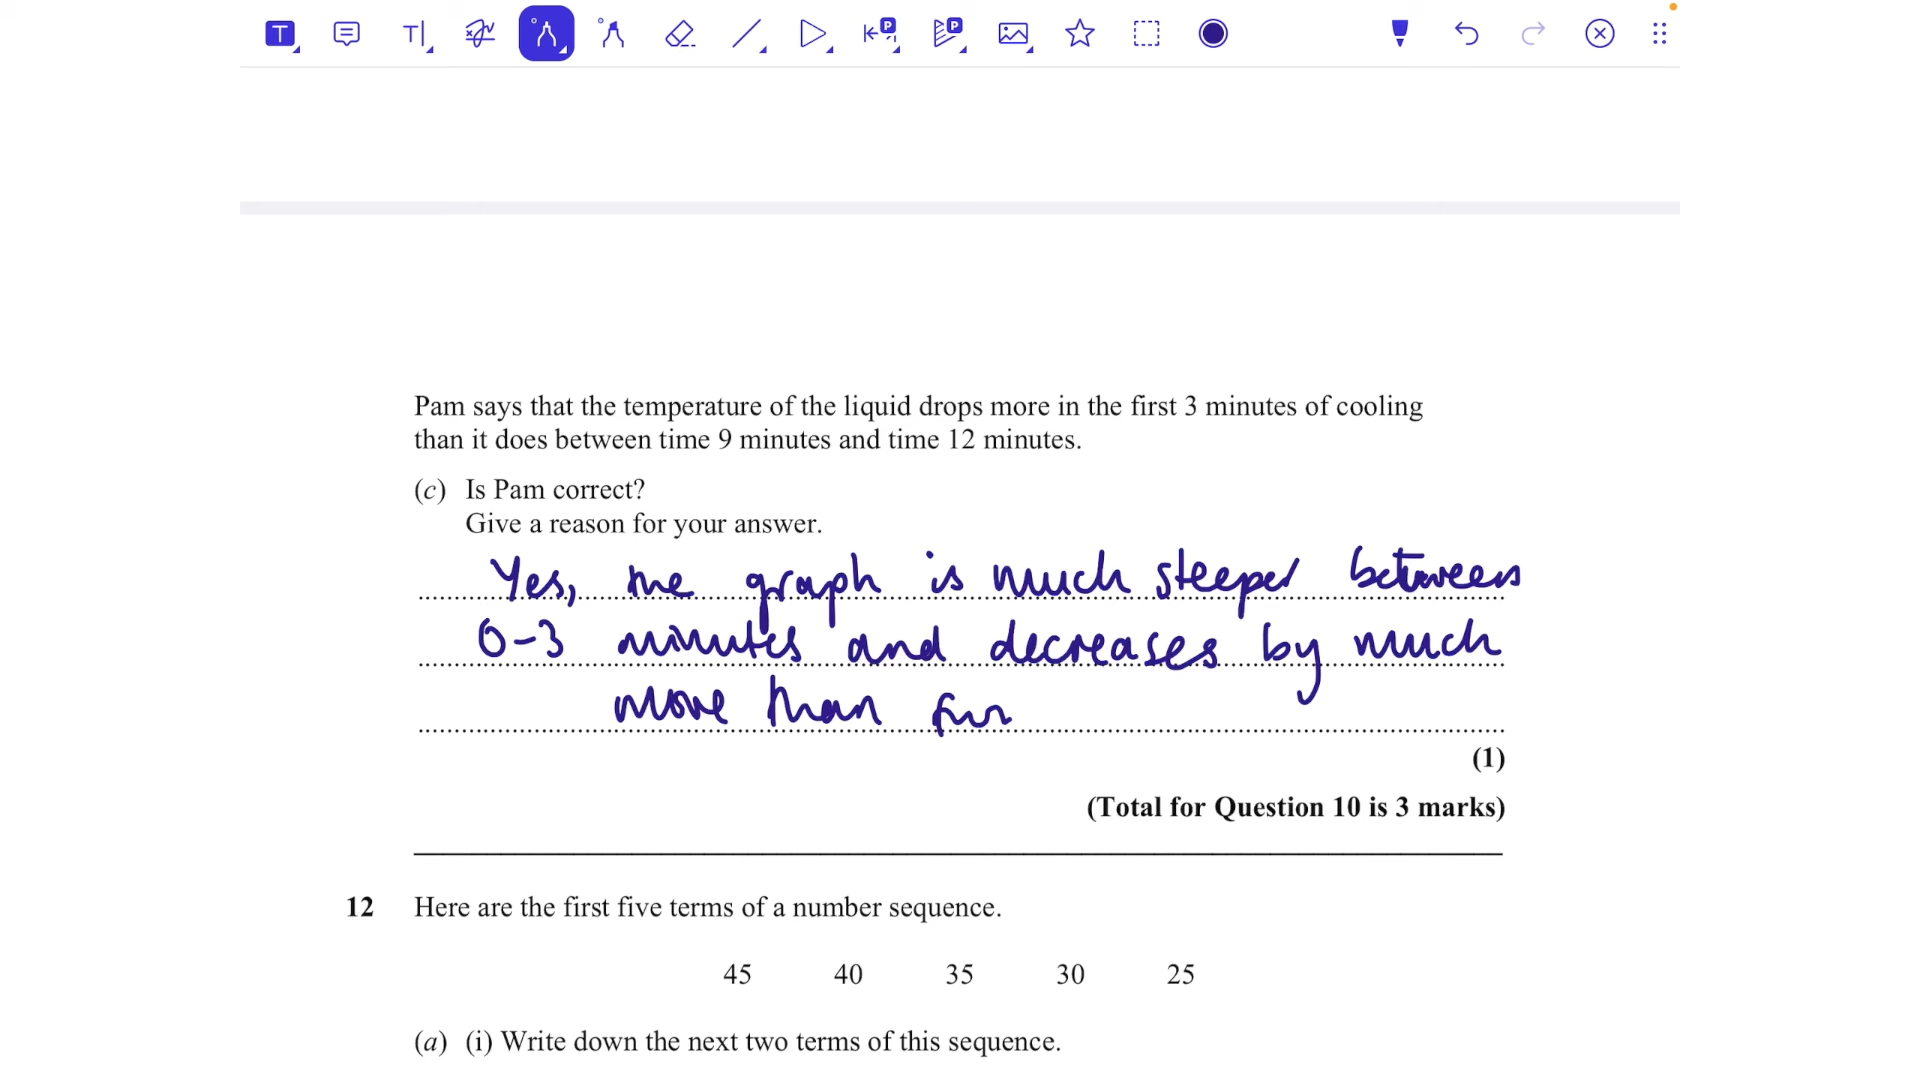 Pam says that the temperature of the liquid drops more in the first 3 minutes of cooling
than it does between time 9 minutes and time 12 minutes.
(c) Is Pam correct?
Give a reason for your answer.
Yes, the graph is much steeper between
0-3 minutes and decreases by much
more than
(1)
(Total for Question 10 is 3 marks)
12 Here are the first five terms of a number sequence.
45 40 35 30 25
(a) (i) Write down the next two terms of this sequence.